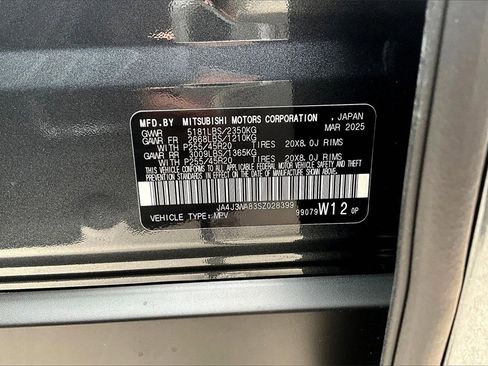 MFD.BY MITSUBISHI MOTORS CORPORATION , JAPAN
GVWR 5181LBS/2350KG MAR 2025
GAWR FR 2668LBS/1210KG
WITH P255/45R20 TIRES 20X8.0J RIMS
GAWR RR 3009LBS/1365KG
WITH P255/45R20 TIRES 20X8.0J RIMS
THIS VEHICLE CONFORMS TO ALL APPLICABLE
FEDERAL MOTOR VEHICLE SAFETY AND THEFT
PREVENTION STANDARDS IN EFFECT ON THE DATE
OF MANUFACTURE SHOWN ABOVE.
JA4J3WA83SZ028399
VEHICLE TYPE:MPV 99079 W12 0P